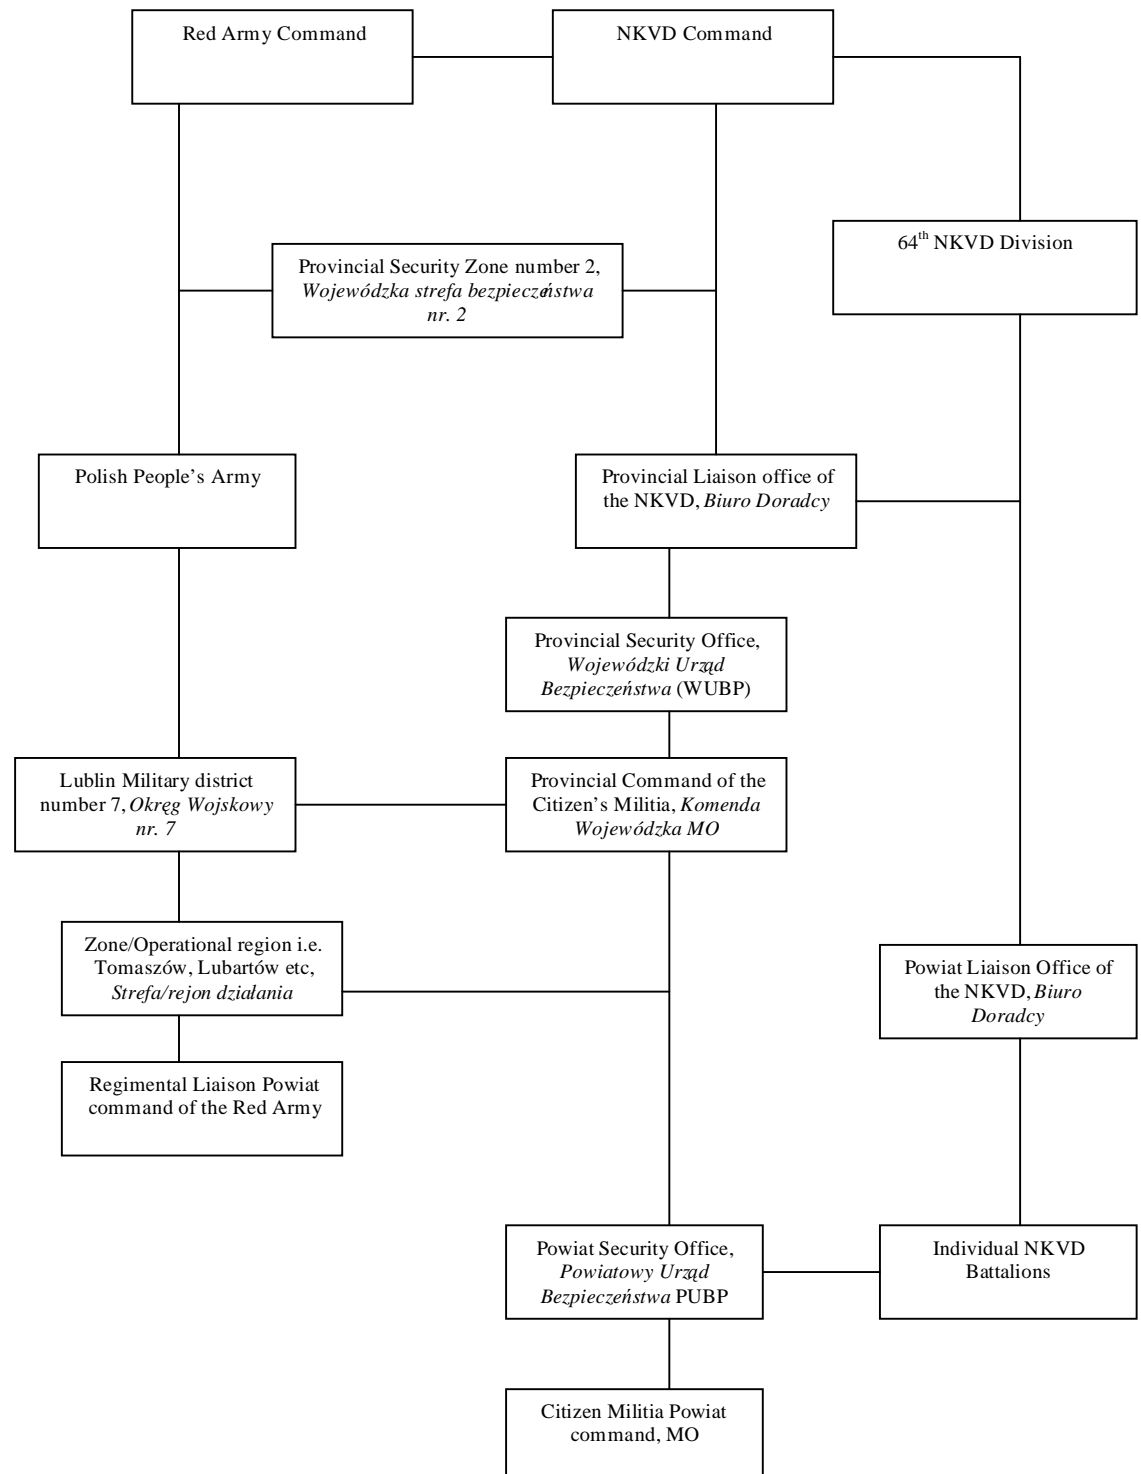 Red Army Command
NKVD Command
64th NKVD Division
Provincial Security Zone number 2,
Wojewódzka strefa bezpieczeństwa
nr. 2
Polish People’s Army
Provincial Liaison office of
the NKVD, Biuro Doradcy
Provincial Security Office,
Wojewódzki Urząd
Bezpieczeństwa (WUBP)
Lublin Military district
number 7, Okręg Wojskowy
nr. 7
Provincial Command of the
Citizen’s Militia, Komenda
Wojewódzka MO
Zone/Operational region i.e.
Tomaszów, Lubartów etc,
Strefa/rejon działania
Powiat Liaison Office of
the NKVD, Biuro
Doradcy
Regimental Liaison Powiat
command of the Red Army
Powiat Security Office,
Powiatowy Urząd
Bezpieczeństwa PUBP
Individual NKVD
Battalions
Citizen Militia Powiat
command, MO